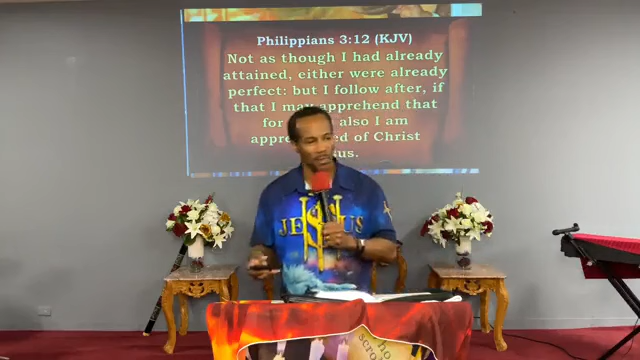 Philippians 3:12 (KJV)
Not as though I had already
attained, either were already
perfect: but I follow after, if
that I may apprehend that
for also I am
of Christ
JESUS
scroll